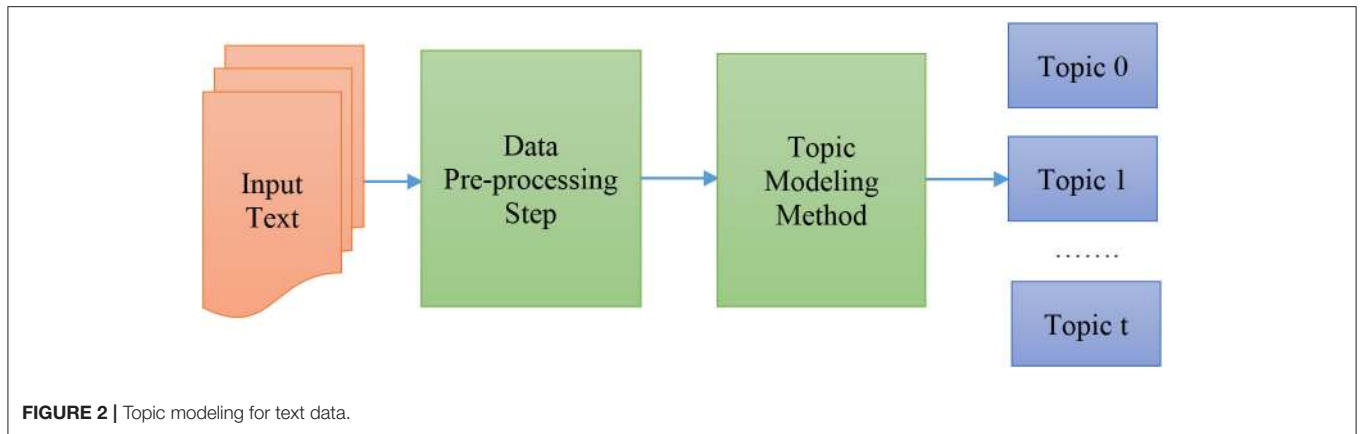 Input
Text
Data
Pre-processing
Step
Topic
Modeling
Method
Topic 0
Topic 1
.......
Topic t
FIGURE 2 | Topic modeling for text data.